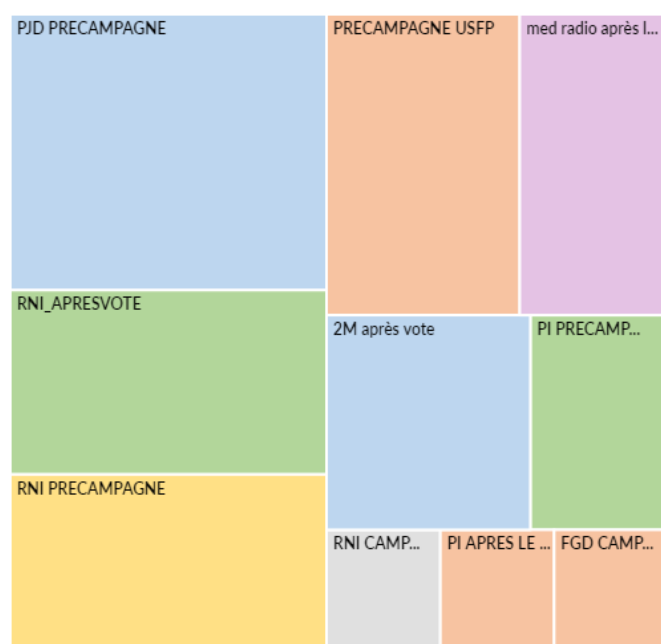 PJD PRECAMPAGNE
PRECAMPAGNE USFP
med radio après l...
RNI_APRESVOTE
2M après vote
PI PRECAMP...
RNI PRECAMPAGNE
RNI CAMP...
PI APRES LE ...
FGD CAMP...